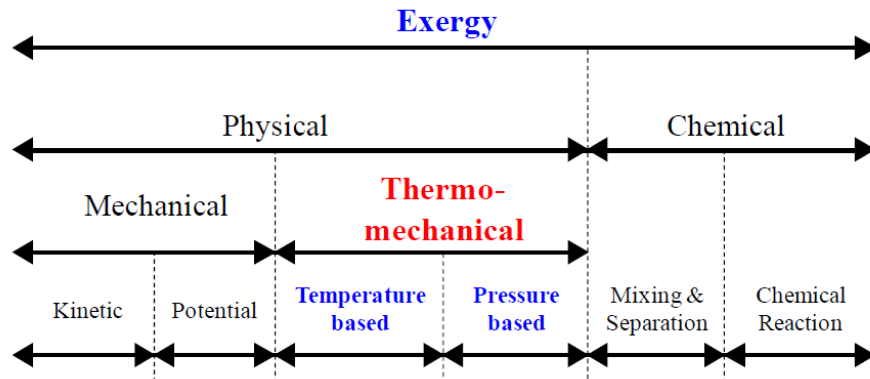 Exergy
Physical
Chemical
Mechanical
Thermo-
mechanical
Kinetic
Potential
Temperature
based
Pressure
based
Mixing &
Separation
Chemical
Reaction